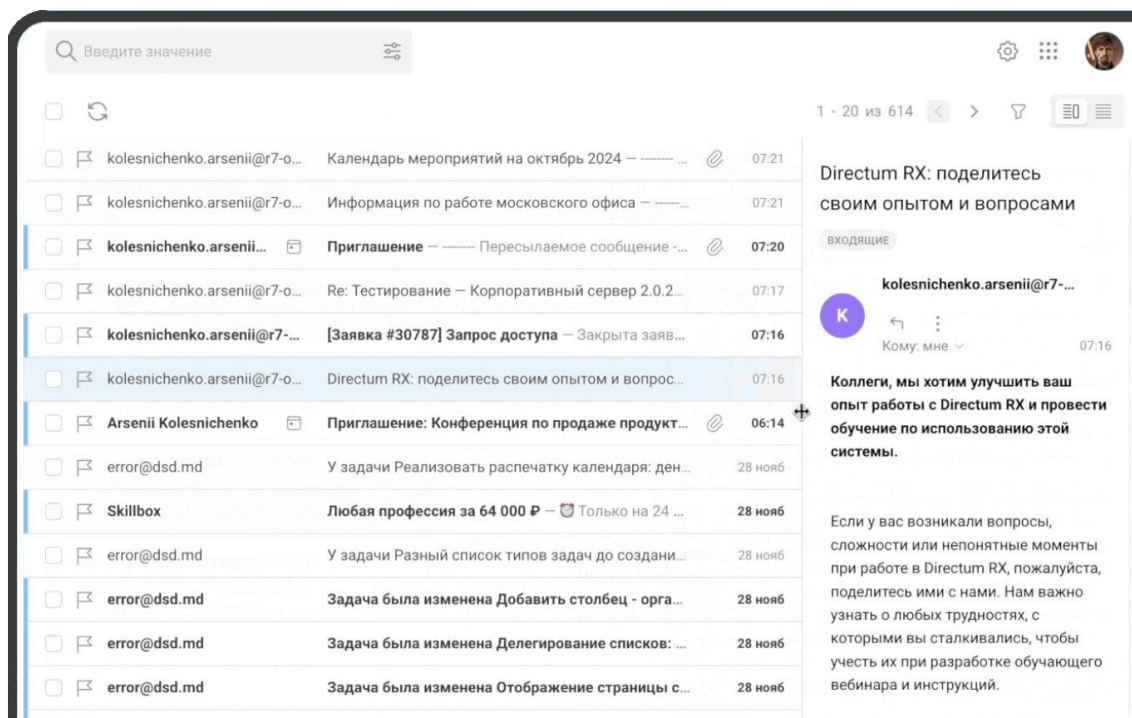 Введите значение
1 - 20 из 614
kolesnichenko.arsenii@r7-o... Календарь мероприятий на октябрь 2024 — -------- ... 07:21
kolesnichenko.arsenii@r7-o... Информация по работе московского офиса — ------... 07:21
kolesnichenko.arsenii... Приглашение — -------- Пересылаемое сообщение -... 07:20
kolesnichenko.arsenii@r7-o... Re: Тестирование — Корпоративный сервер 2.0.2... 07:17
kolesnichenko.arsenii@r7-... [Заявка #30787] Запрос доступа — Закрыта заяв... 07:16
kolesnichenko.arsenii@r7-o... Directum RX: поделитесь своим опытом и вопрос... 07:16
Arsenii Kolesnichenko Приглашение: Конференция по продаже продукт... 06:14
error@dsd.md У задачи Реализовать распечатку календаря: ден... 28 нояб
Skillbox Любая профессия за 64 000 ₽ — ⏰ Только на 24 ... 28 нояб
error@dsd.md У задачи Разный список типов задач до создани... 28 нояб
error@dsd.md Задача была изменена Добавить столбец - орга... 28 нояб
error@dsd.md Задача была изменена Делегирование списков: ... 28 нояб
error@dsd.md Задача была изменена Отображение страницы с... 28 нояб
Directum RX: поделитесь
своим опытом и вопросами
ВХОДЯЩИЕ
kolesnichenko.arsenii@r7-...
K
Кому: мне 07:16
Коллеги, мы хотим улучшить ваш
опыт работы с Directum RX и провести
обучение по использованию этой
системы.
Если у вас возникали вопросы,
сложности или непонятные моменты
при работе в Directum RX, пожалуйста,
поделитесь ими с нами. Нам важно
узнать о любых трудностях, с
которыми вы сталкивались, чтобы
учесть их при разработке обучающего
вебинара и инструкций.